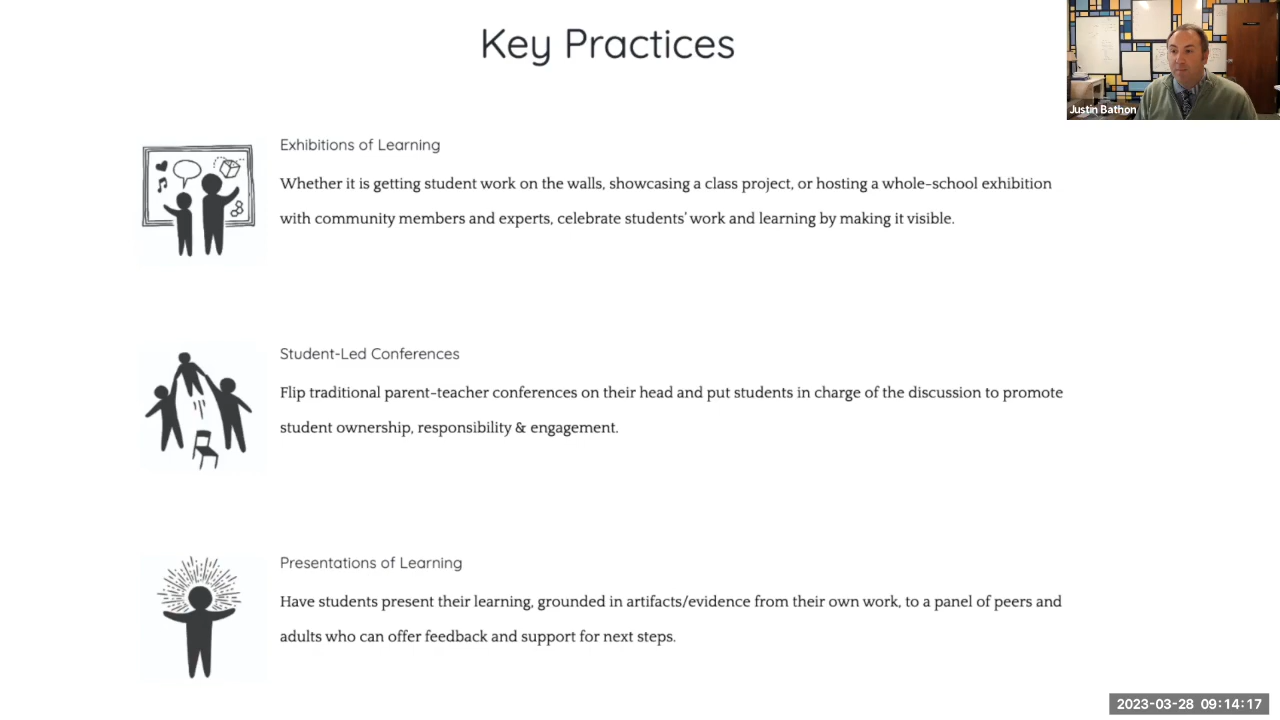 Key Practices
Justin Bathon
Exhibitions of Learning
Whether it is getting student work on the walls, showcasing a class project, or hosting a whole-school exhibition
with community members and experts, celebrate students' work and learning by making it visible.
Student-Led Conferences
Flip traditional parent-teacher conferences on their head and put students in charge of the discussion to promote
student ownership, responsibility & engagement.
Presentations of Learning
Have students present their learning, grounded in artifacts/evidence from their own work, to a panel of peers and
adults who can offer feedback and support for next steps.
2023-03-28 09:14:17